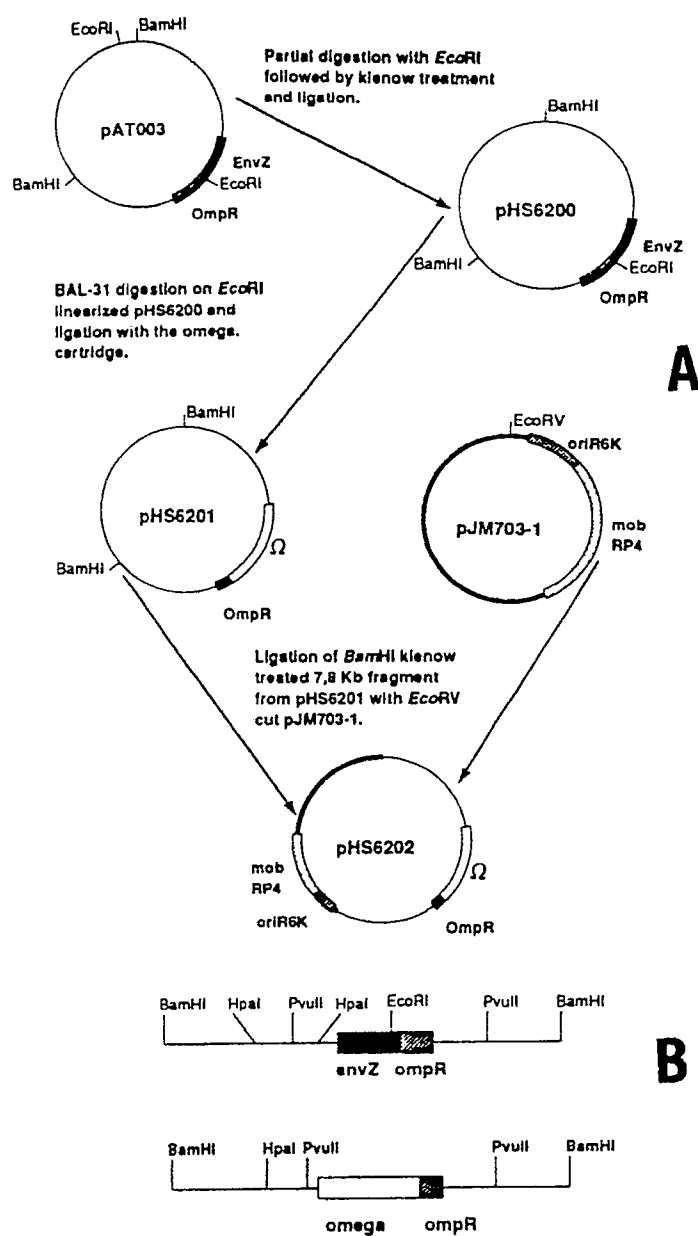 EcoRI
BamHI
pAT003
BamHI
EnvZ
EcoRI
OmpR
Partial digestion with EcoRI
followed by klenow treatment
and ligation.
BamHI
pHS6200
BamHI
EnvZ
EcoRI
OmpR
BAL-31 digestion on EcoRI
linearized pHS6200 and
ligation with the omega.
cartridge.
A
BamHI
pHS6201
BamHI
Ω
OmpR
EcoRV
oriR6K
pJM703-1
mob
RP4
Ligation of BamHI klenow
treated 7,8 Kb fragment
from pHS6201 with EcoRV
cut pJM703-1.
pHS6202
mob
RP4
oriR6K
Ω
OmpR
BamHI HpaI PvuII HpaI EcoRI PvuII BamHI
envZ ompR
B
BamHI HpaI PvuII PvuII BamHI
omega ompR